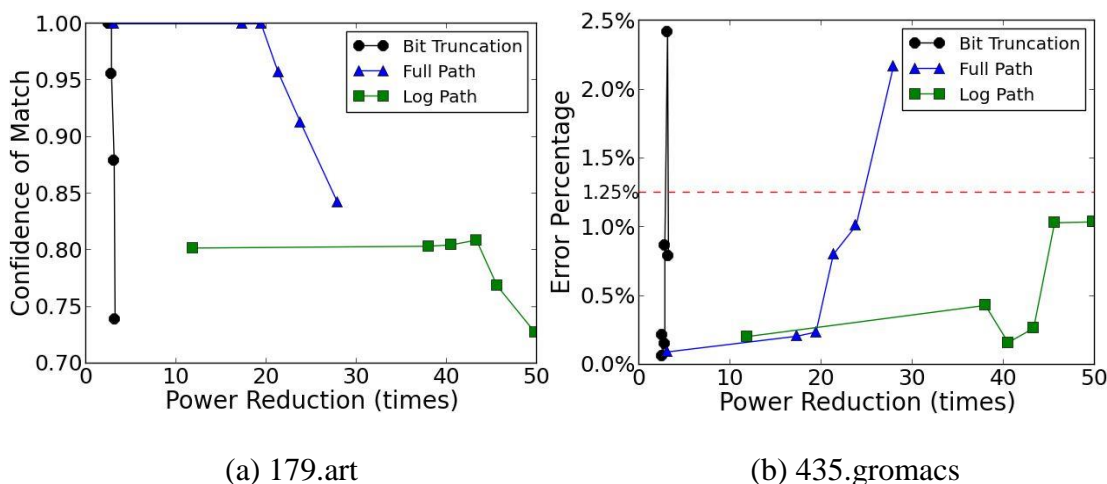 1.00
0.95
0.90
0.85
0.80
0.75
0.70
Confidence of Match
Bit Truncation
Full Path
Log Path
0 10 20 30 40 50
Power Reduction (times)
(a) 179.art
2.5%
2.0%
1.5%
1.25%
1.0%
0.5%
0.0%
Error Percentage
Bit Truncation
Full Path
Log Path
0 10 20 30 40 50
Power Reduction (times)
(b) 435.gromacs